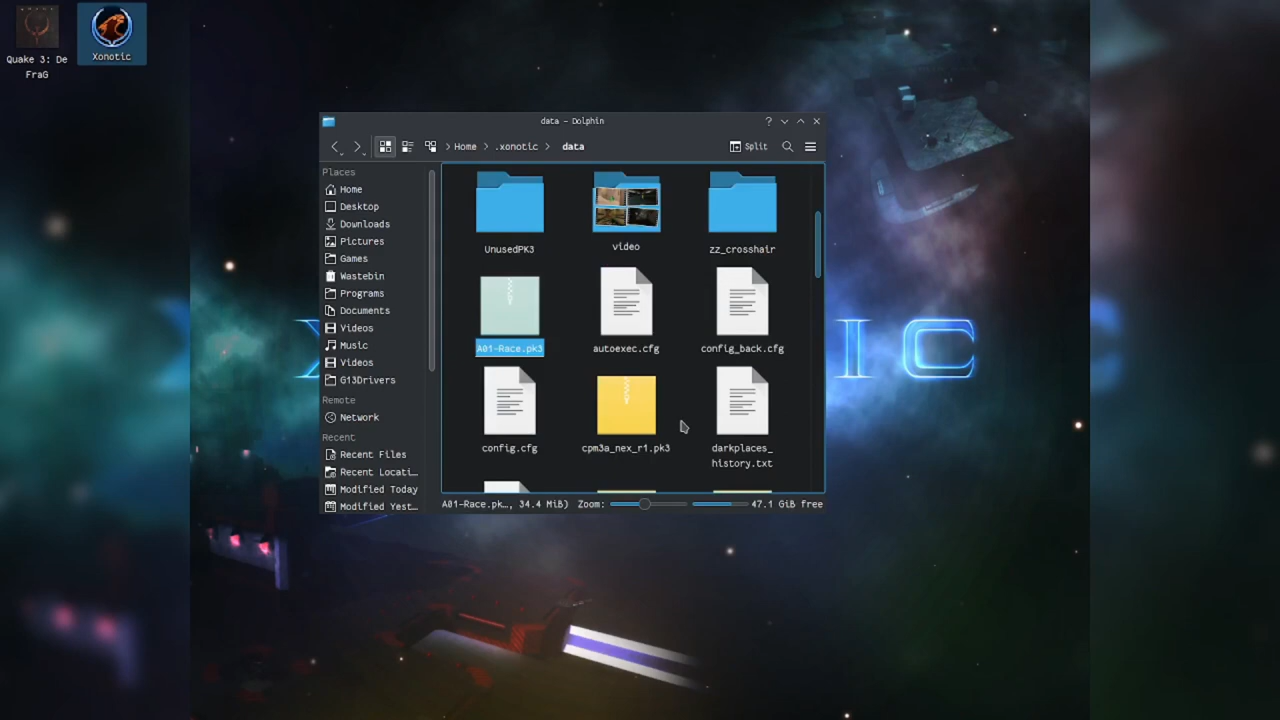 Quake 3: De
FraG
Xonotic
data – Dolphin
Home
.xonotic
data
Split
Places
Home
Desktop
Downloads
Pictures
Games
Wastebin
Programs
Documents
Videos
Music
Videos
G13Drivers
Remote
Network
Recent
Recent Files
Recent Locati…
Modified Today
Modified Yest…
UnusedPK3
video
zz_crosshair
A01-Race.pk3
autoexec.cfg
config_back.cfg
config.cfg
cpm3a_nex_r1.pk3
darkplaces_
history.txt
A01-Race.pk…, 34.4 MiB)
Zoom:
47.1 GiB free
IC